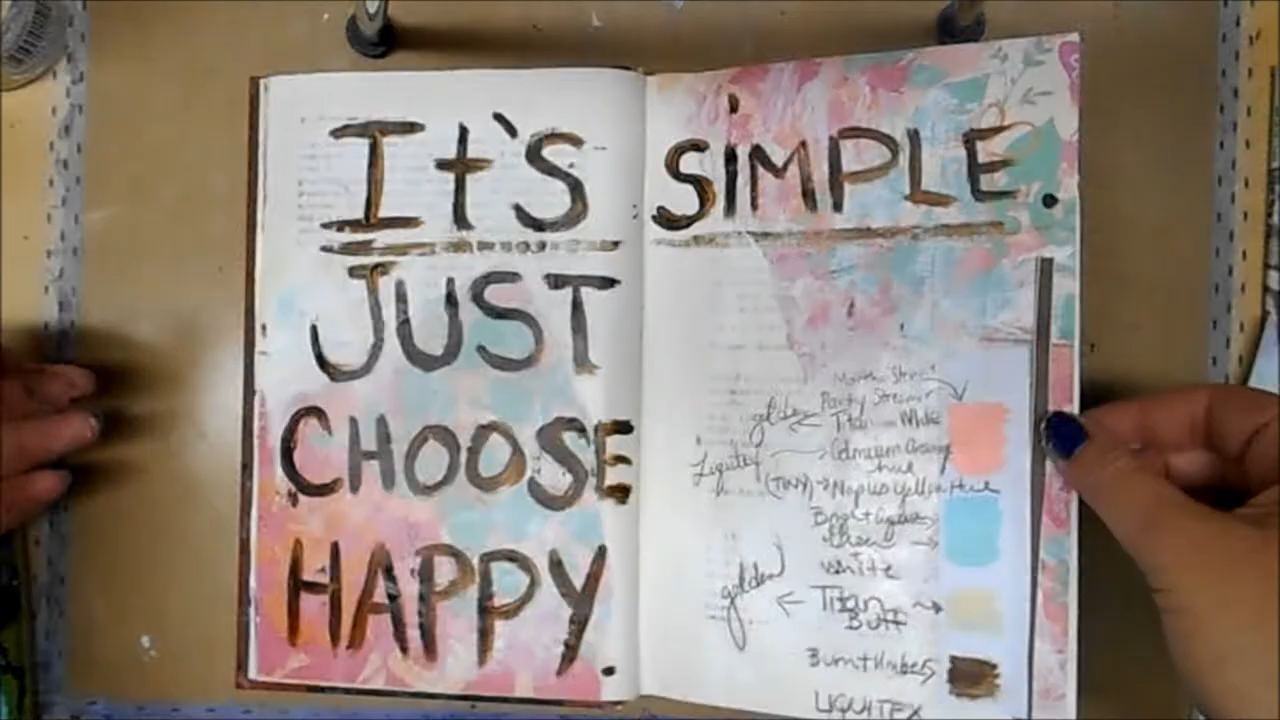 It's SiMPLE.
JUST
CHOOSE
HAPPY.
Party Streamer
golden ← Titan White
Liquitex → Cadmium Orange
hue
(TINY) → Naples Yellow Hue
Bright Aqua
+
white
golden ← Titan →
Buff
Burnt Umber
LIQUITEX